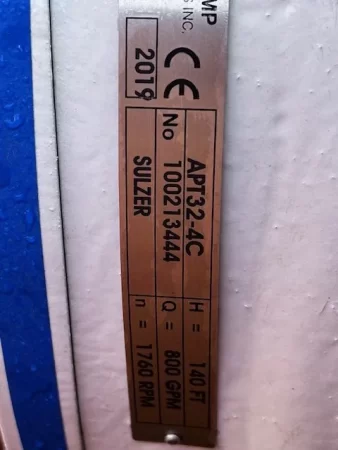 MP
S INC.
CE
2019
APT32-4C
No 100213444
SULZER
H = 140 FT
Q = 800 GPM
n = 1760 RPM